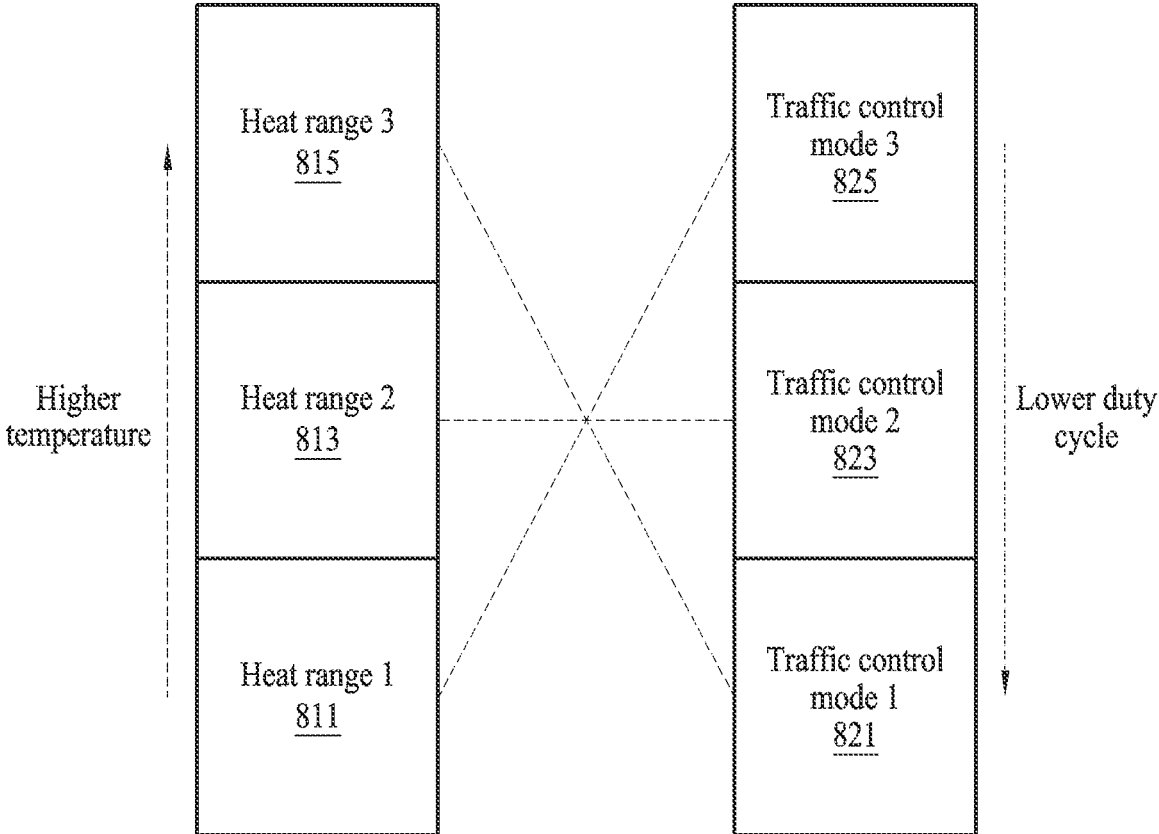 Heat range 3
815
Traffic control
mode 3
825
Higher
temperature
Heat range 2
813
Traffic control
mode 2
823
Lower duty
cycle
Heat range 1
811
Traffic control
mode 1
821